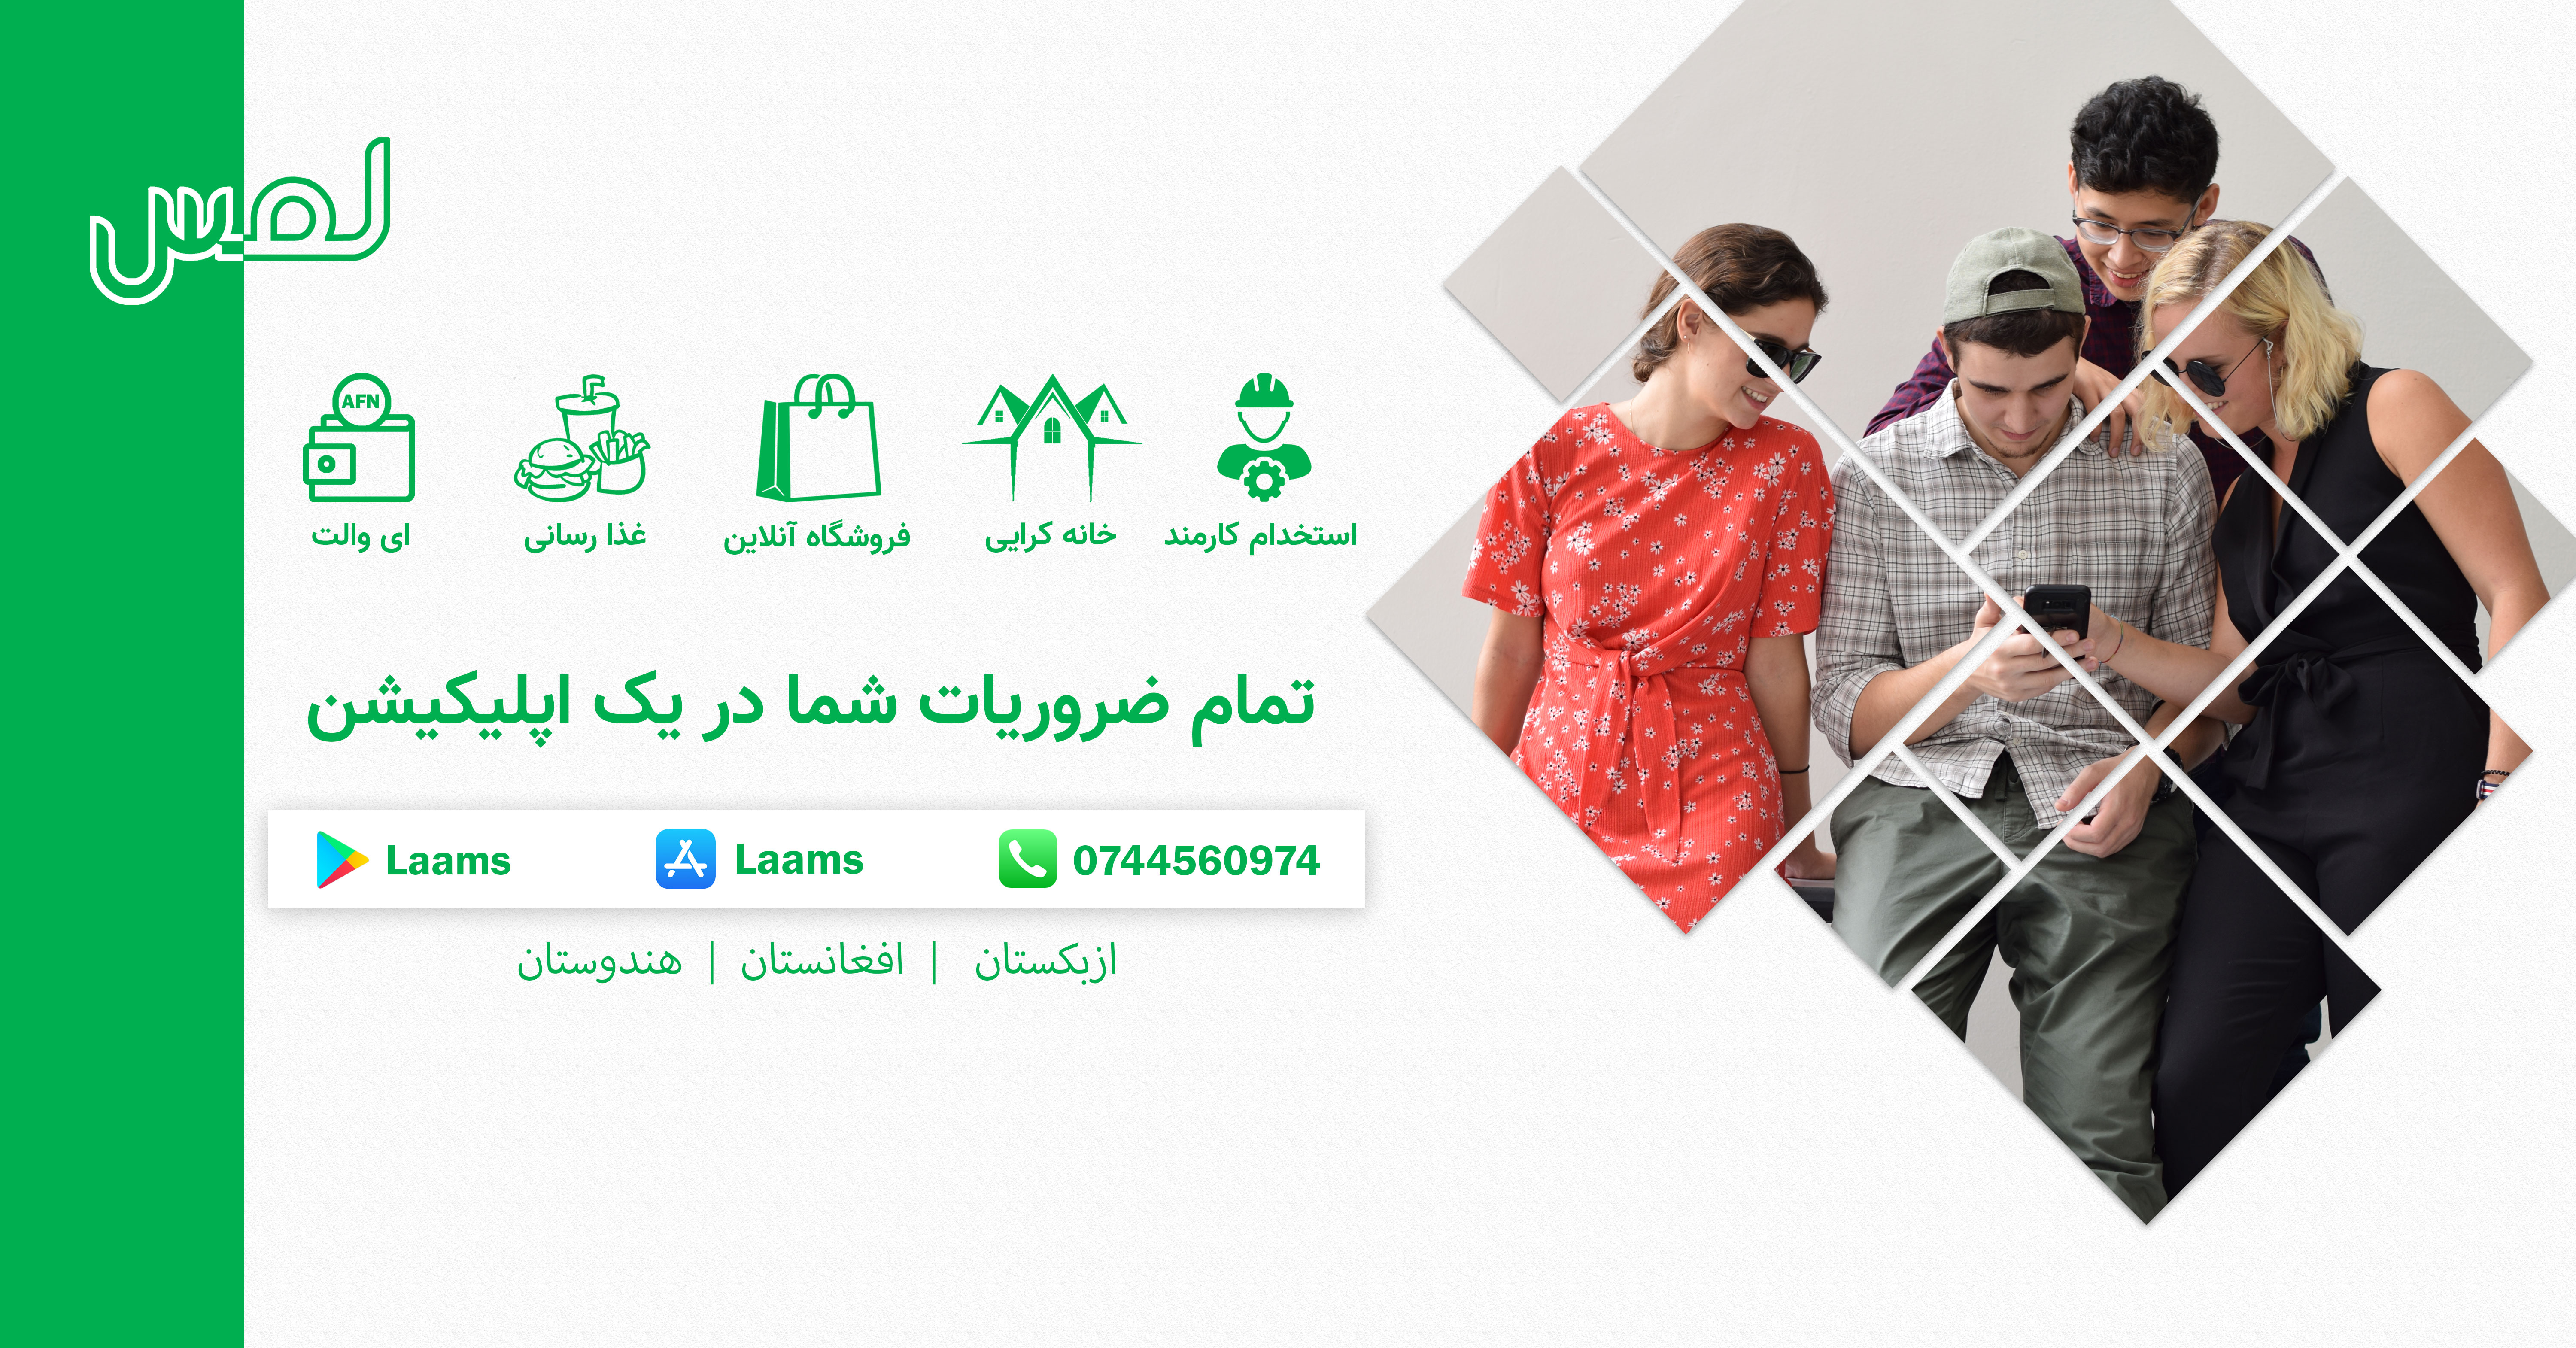 لمس
AFN
استخدام کارمند
خانه کرایی
فروشگاه آنلاین
غذا رسانی
ای والت
تمام ضروریات شما در یک اپلیکیشن
Laams
Laams
0744560974
ازبکستان | افغانستان | هندوستان